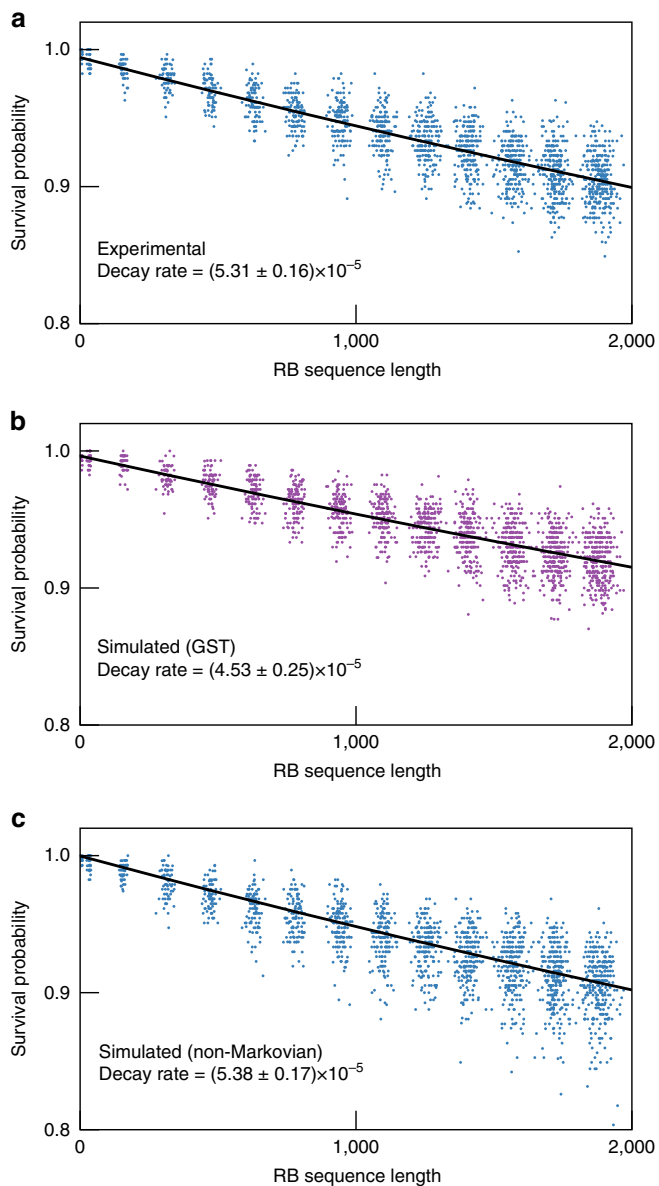 a
1.0
0.9
0.8
Survival probability
Experimental
Decay rate = (5.31 ± 0.16)×10⁻⁵
0 1,000 2,000
RB sequence length
b
1.0
0.9
0.8
Survival probability
Simulated (GST)
Decay rate = (4.53 ± 0.25)×10⁻⁵
0 1,000 2,000
RB sequence length
c
1.0
0.9
0.8
Survival probability
Simulated (non-Markovian)
Decay rate = (5.38 ± 0.17)×10⁻⁵
0 1,000 2,000
RB sequence length